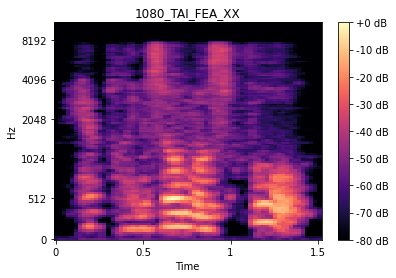 1080_TAI_FEA_XX
+0 dB
8192
-10 dB
4096
-20 dB
-30 dB
2048
Hz
-40 dB
1024
-50 dB
512
-60 dB
-70 dB
0
-80 dB
0 0.5 1 1.5
Time